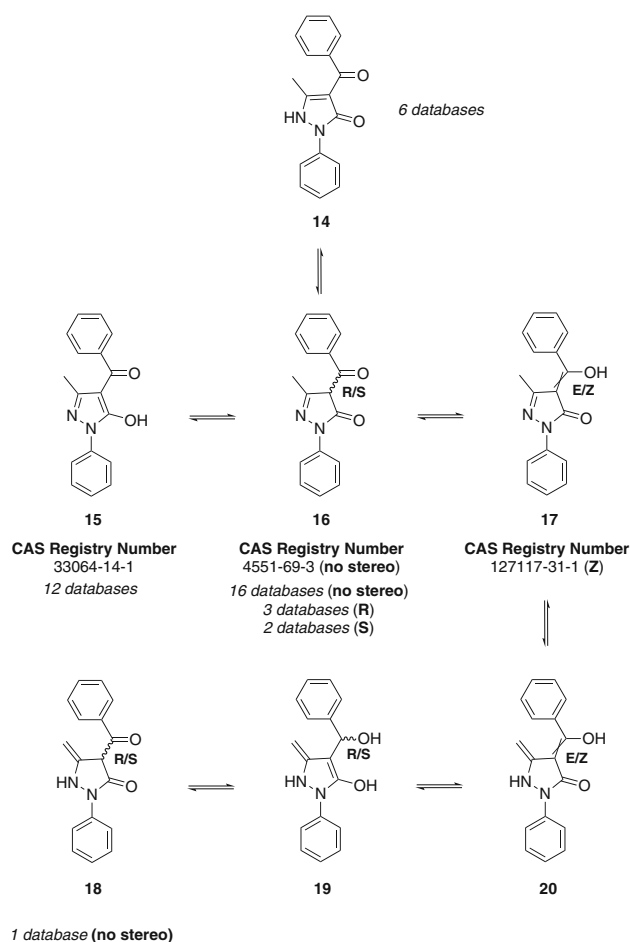 O
HN
N
O
6 databases
14
O
N
N
OH
R/S
O
N
N
O
OH
E/Z
N
N
O
15
16
17
CAS Registry Number
33064-14-1
12 databases
CAS Registry Number
4551-69-3 (no stereo)
16 databases (no stereo)
3 databases (R)
2 databases (S)
CAS Registry Number
127117-31-1 (Z)
O
R/S
HN
N
O
OH
R/S
HN
N
OH
OH
E/Z
HN
N
O
18
19
20
1 database (no stereo)